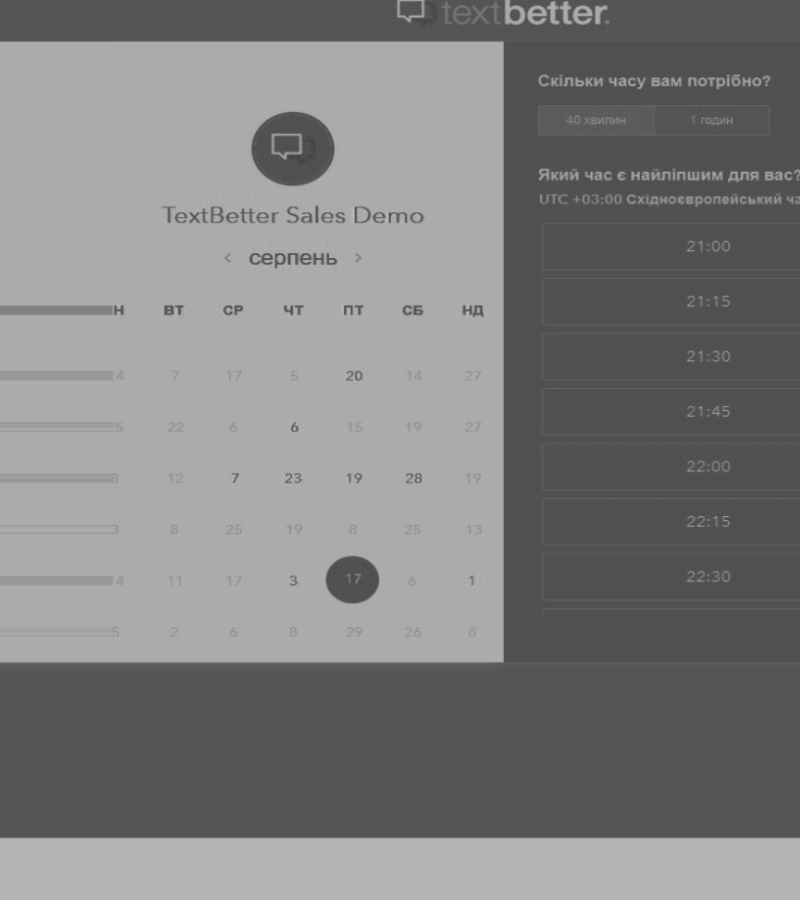 textbetter.
TextBetter Sales Demo
‹ серпень ›
Н ВТ СР ЧТ ПТ СБ НД
4 7 17 5 20 14 27
5 22 6 6 15 19 27
8 12 7 23 19 28 19
3 8 25 19 8 25 13
4 11 17 3 17 6 1
5 2 6 8 29 26 8
Скільки часу вам потрібно?
40 хвилин 1 годин
Який час є найліпшим для вас?
UTC +03:00 Східноєвропейський ча
21:00
21:15
21:30
21:45
22:00
22:15
22:30